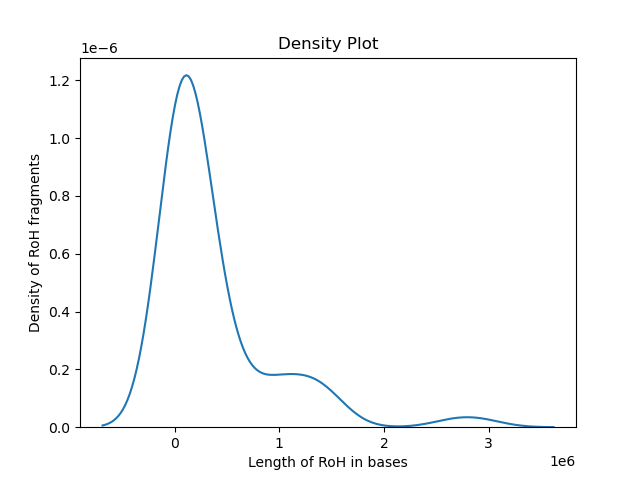 Density Plot
1e−6
1.2
1.0
0.8
0.6
0.4
0.2
0.0
Density of RoH fragments
0 1 2 3
1e6
Length of RoH in bases